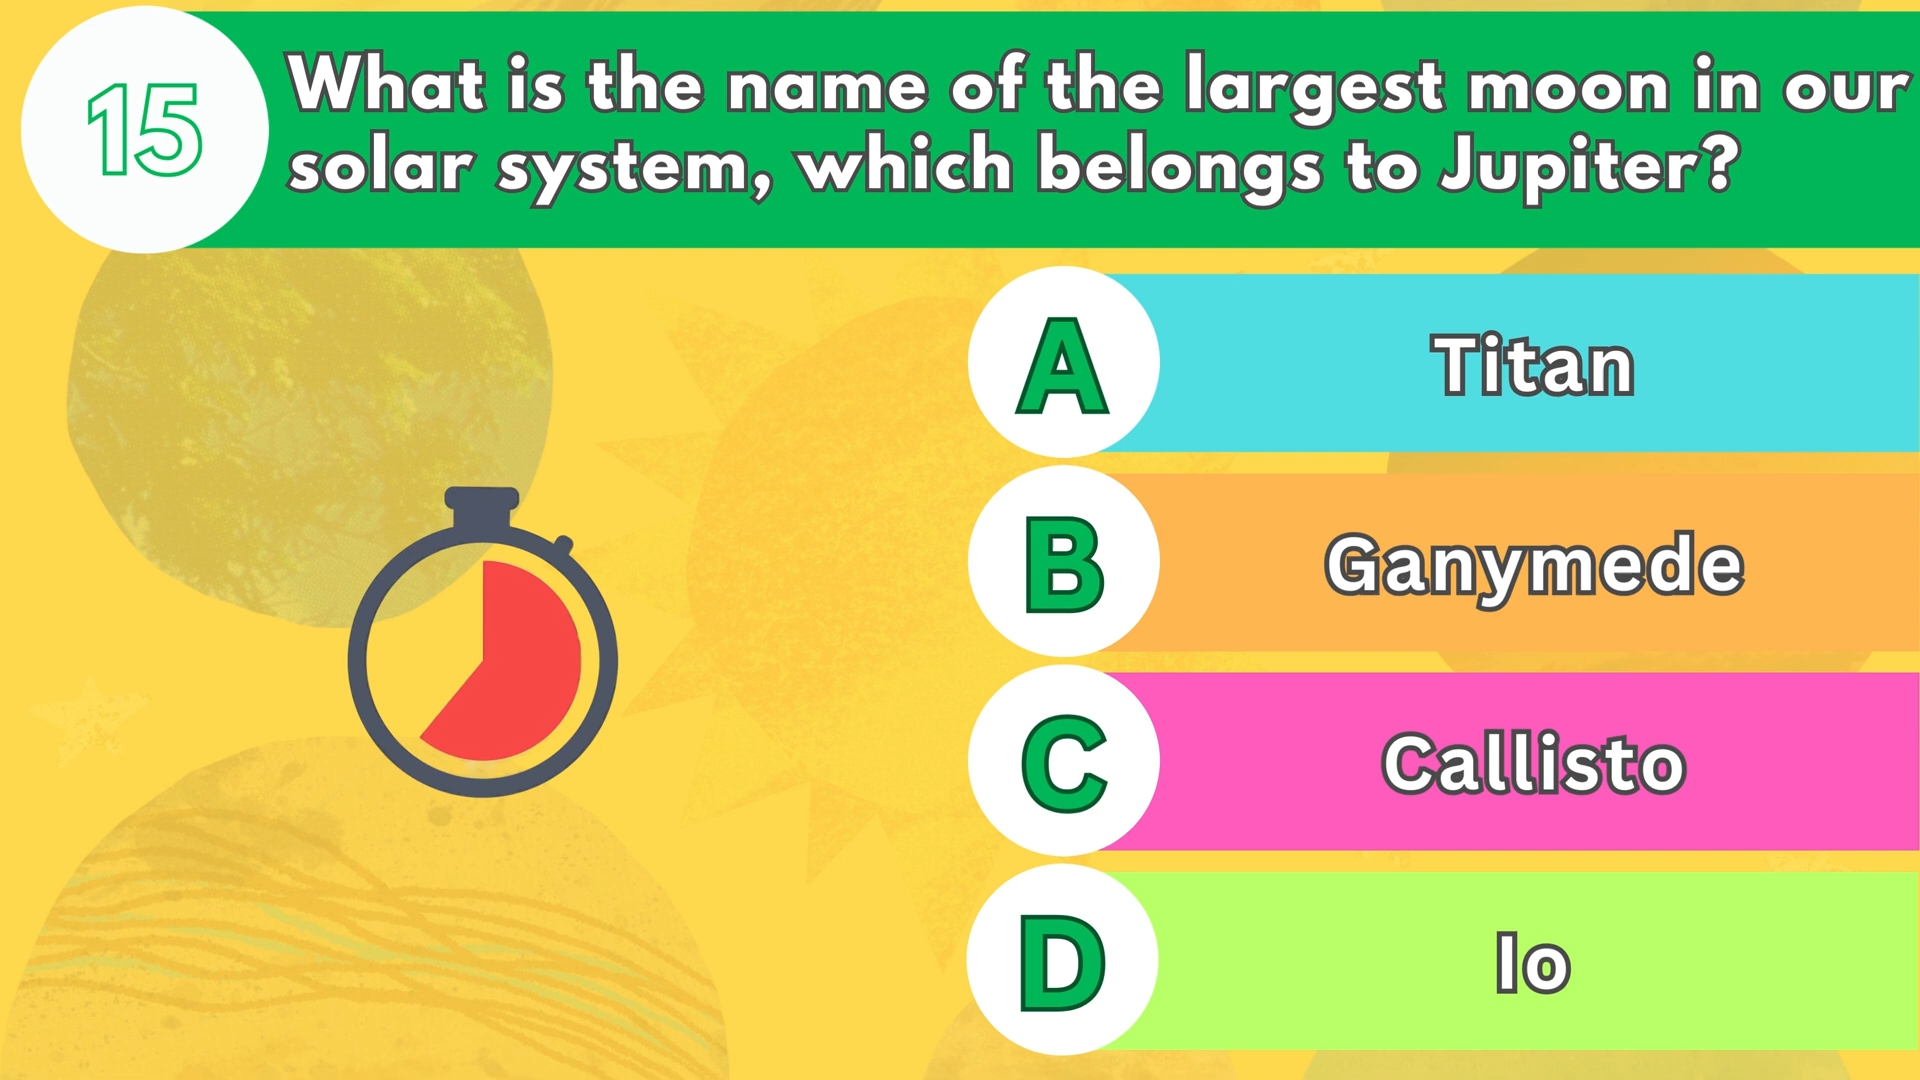 15
What is the name of the largest moon in our
solar system, which belongs to Jupiter?
A
Titan
B
Ganymede
C
Callisto
D
Io